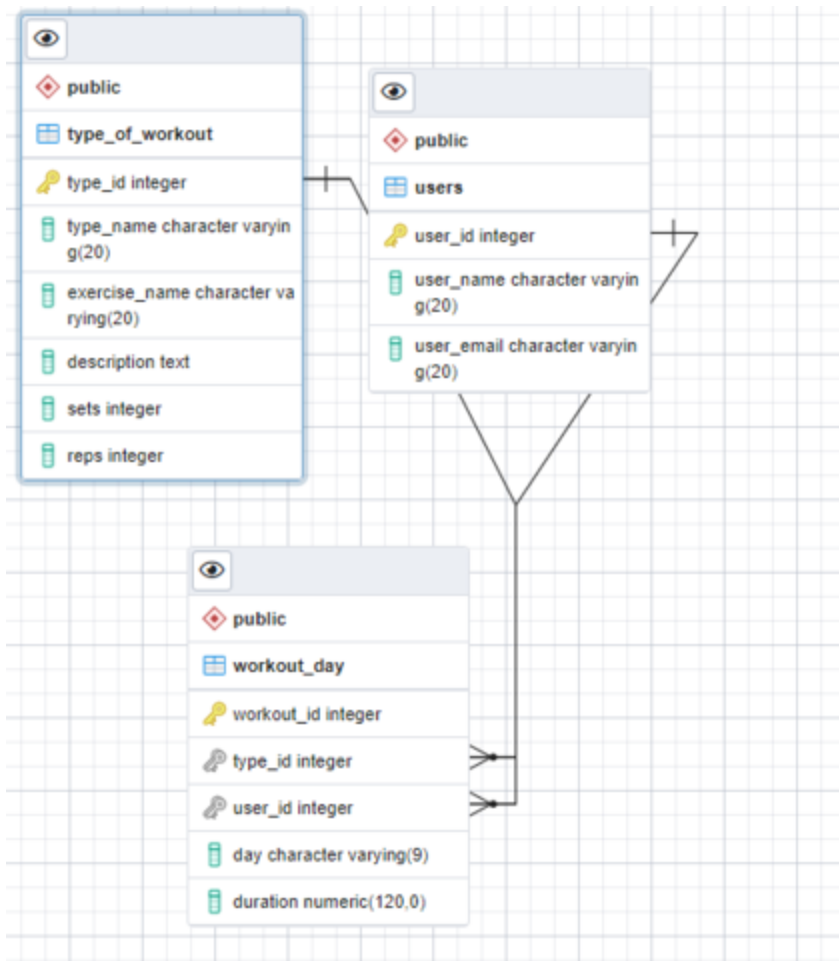 public
type_of_workout
type_id integer
type_name character varyin
g(20)
exercise_name character va
rying(20)
description text
sets integer
reps integer
public
users
user_id integer
user_name character varyin
g(20)
user_email character varyin
g(20)
public
workout_day
workout_id integer
type_id integer
user_id integer
day character varying(9)
duration numeric(120,0)